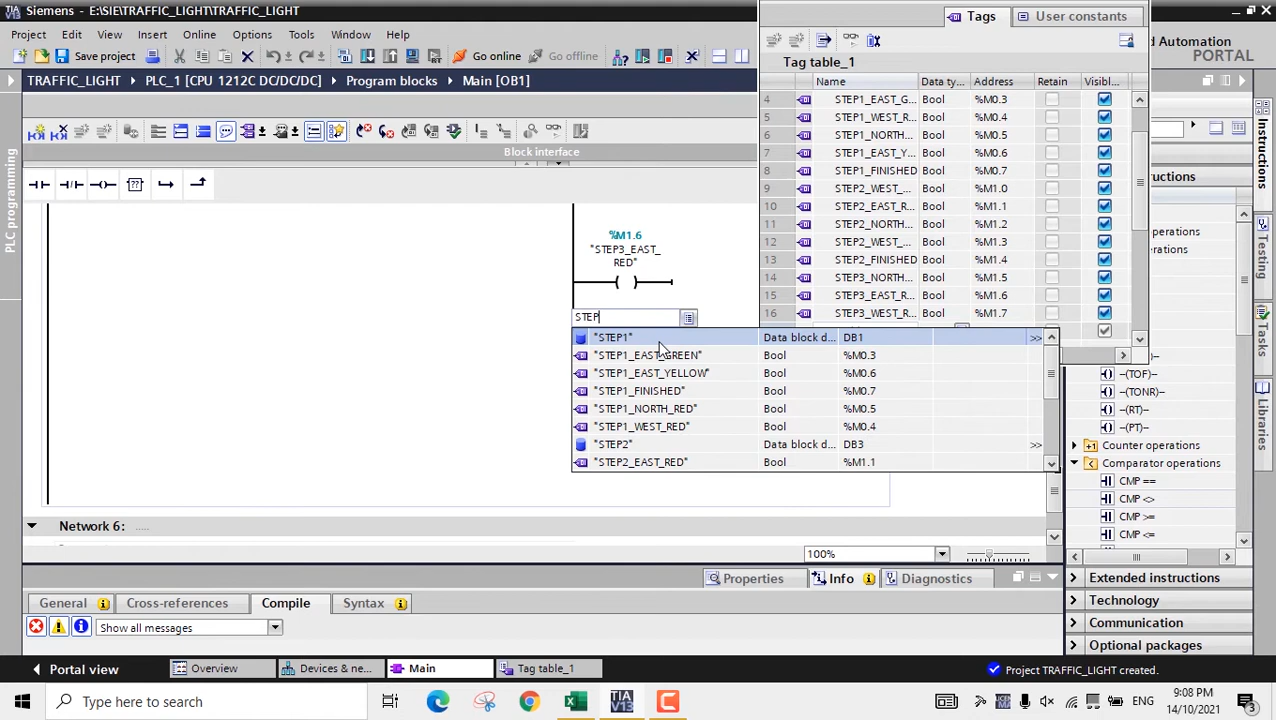 Siemens - E:\SIE\TRAFFIC_LIGHT\TRAFFIC_LIGHT
Tags
User constants
Project Edit View Insert Online Options Tools Window Help
d Automation
PORTAL
Save project
Go online
TRAFFIC_LIGHT PLC_1 [CPU 1212C DC/DC/DC] Program blocks Main [OB1]
Tag table_1
Name Data ty... Address Retain Visibl...
4 STEP1_EAST_G... Bool %M0.3
5 STEP1_WEST_R... Bool %M0.4
6 STEP1_NORTH... Bool %M0.5
7 STEP1_EAST_Y... Bool %M0.6
8 STEP1_FINISHED Bool %M0.7
9 STEP2_WEST_... Bool %M1.0
10 STEP2_EAST_R... Bool %M1.1
11 STEP2_NORTH... Bool %M1.2
12 STEP2_WEST_... Bool %M1.3
13 STEP2_FINISHED Bool %M1.4
14 STEP3_NORTH... Bool %M1.5
15 STEP3_EAST_R... Bool %M1.6
16 STEP3_WEST_R... Bool %M1.7
Block interface
??
PLC programming
%M1.6
"STEP3_EAST_
RED"
STEP
"STEP1" Data block d... DB1 >>
"STEP1_EAST_GREEN" Bool %M0.3
"STEP1_EAST_YELLOW" Bool %M0.6
"STEP1_FINISHED" Bool %M0.7
"STEP1_NORTH_RED" Bool %M0.5
"STEP1_WEST_RED" Bool %M0.4
"STEP2" Data block d... DB3 >>
"STEP2_EAST_RED" Bool %M1.1
ructions
erations
erations
-(TOF)-
-(TONR)-
-(RT)-
-(PT)-
Counter operations
Comparator operations
CMP ==
CMP <>
CMP >=
CMP <=
Extended instructions
Technology
Communication
Optional packages
Testing
Tasks
Libraries
Network 6: .....
100%
Properties Info Diagnostics
General Cross-references Compile Syntax
Show all messages
Portal view Overview Devices & ne... Main Tag table_1
Project TRAFFIC_LIGHT created.
Type here to search
V13
ENG
9:08 PM
14/10/2021
3